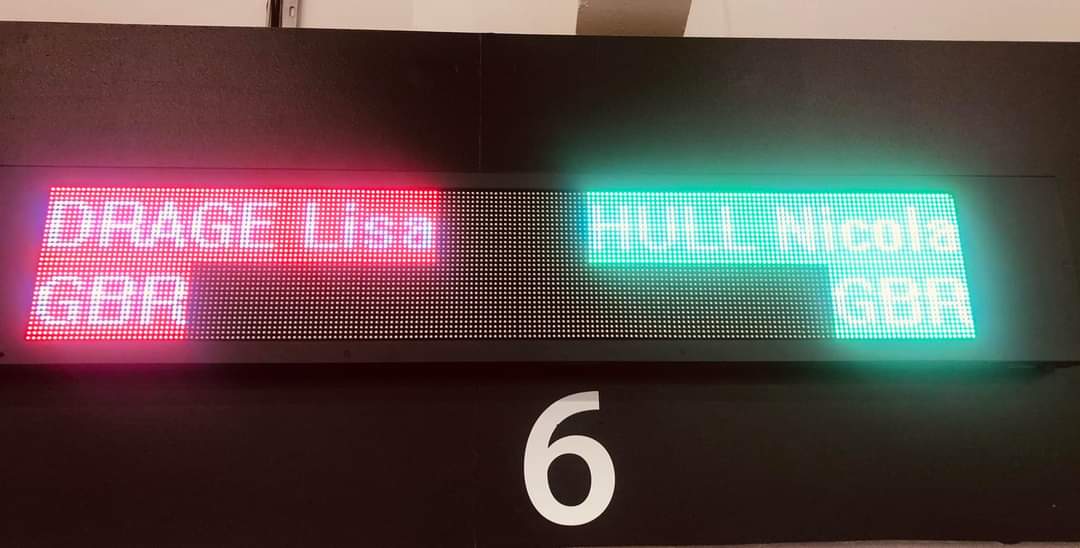 DRAGE Lisa HULL Nicola
GBR GBR
6